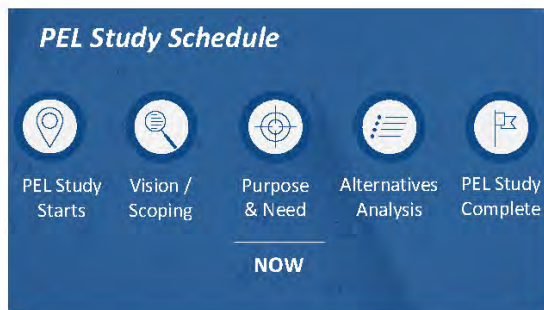 PEL Study Schedule
PEL Study
Starts
Vision /
Scoping
Purpose
& Need
Alternatives
Analysis
PEL Study
Complete
NOW